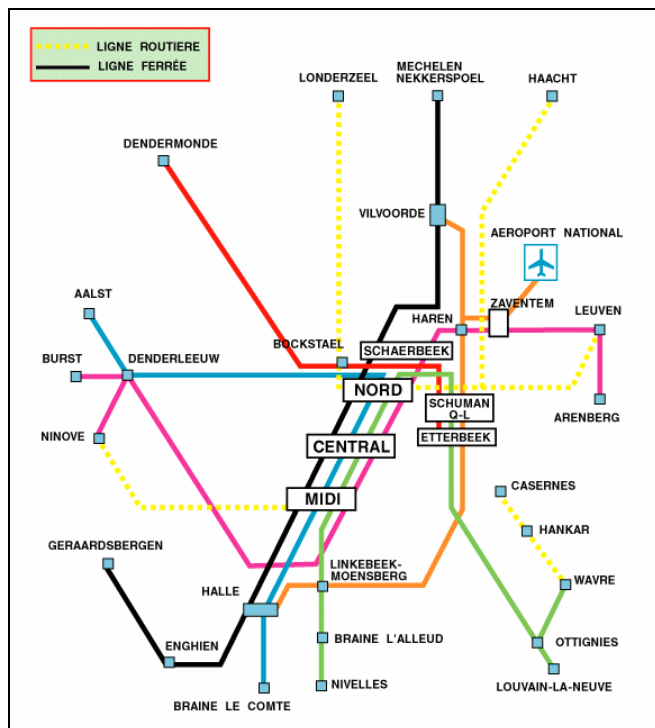 LIGNE ROUTIERE
LIGNE FERRÉE
LONDERZEEL
MECHELEN
NEKKERSPOEL
HAACHT
DENDERMONDE
VILVOORDE
AEROPORT NATIONAL
AALST
ZAVENTEM
HAREN
LEUVEN
BURST
DENDERLEEUW
BOCKSTAEL
SCHAERBEEK
NORD
SCHUMAN
Q-L
ARENBERG
NINOVE
CENTRAL
ETTERBEEK
MIDI
CASERNES
HANKAR
GERAARDSBERGEN
LINKEBEEK-
MOENSBERG
WAVRE
HALLE
ENGHIEN
BRAINE L'ALLEUD
OTTIGNIES
BRAINE LE COMTE
NIVELLES
LOUVAIN-LA-NEUVE